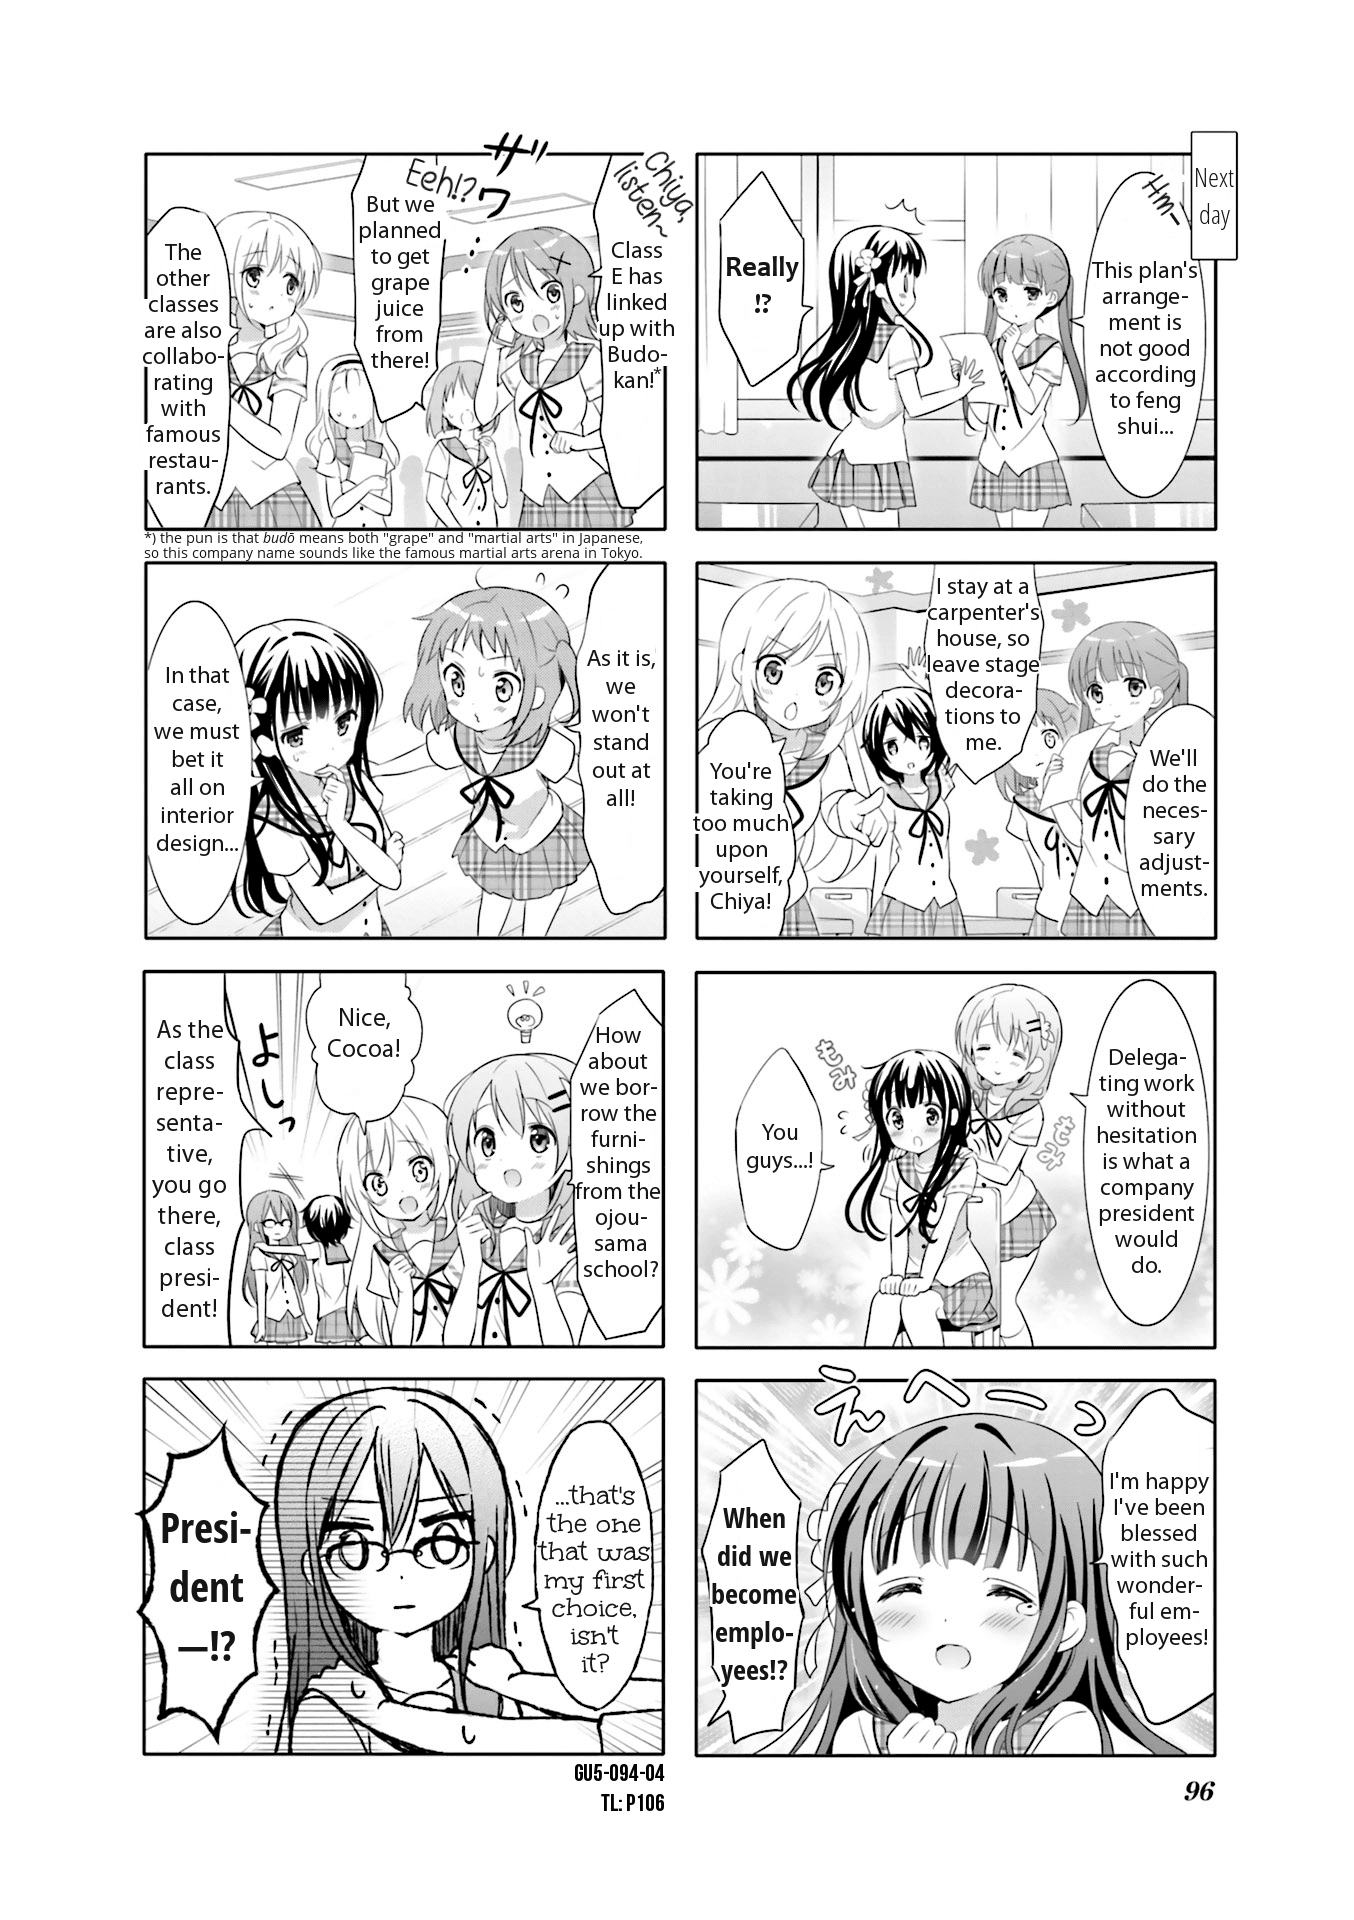 Next
day
Hm~
This plan's
arrange-
ment is
not good
according
to feng
shui...
Really
!?
I stay at a
carpenter's
house, so
leave stage
decora-
tions to
me.
We'll
do the
neces-
sary
adjust-
ments.
You're
taking
too much
upon
yourself,
Chiya!
Delega-
ting work
without
hesitation
is what a
company
president
would
do.
もみ
もみ
You
guys...!
えへーっ
I'm happy
I've been
blessed
with such
wonder-
ful em-
ployees!
When
did we
become
emplo-
yees!?
Chiya,
listen~
Class
E has
linked
up with
Budo-
kan!*
ザワ
Eeh!?
But we
planned
to get
grape
juice
from
there!
The
other
classes
are also
collabo-
rating
with
famous
restau-
rants.
*) the pun is that budō means both "grape" and "martial arts" in Japanese,
so this company name sounds like the famous martial arts arena in Tokyo.
As it is,
we
won't
stand
out at
all!
In that
case,
we must
bet it
all on
interior
design...
How
about
we bor-
row the
furni-
shings
from the
ojou-
sama
school?
Nice,
Cocoa!
よしっ
As the
class
repre-
senta-
tive,
you go
there,
class
presi-
dent!
...that's
the one
that was
my first
choice,
isn't
it?
Presi-
dent
—!?
GU5-094-04
TL: P106
96